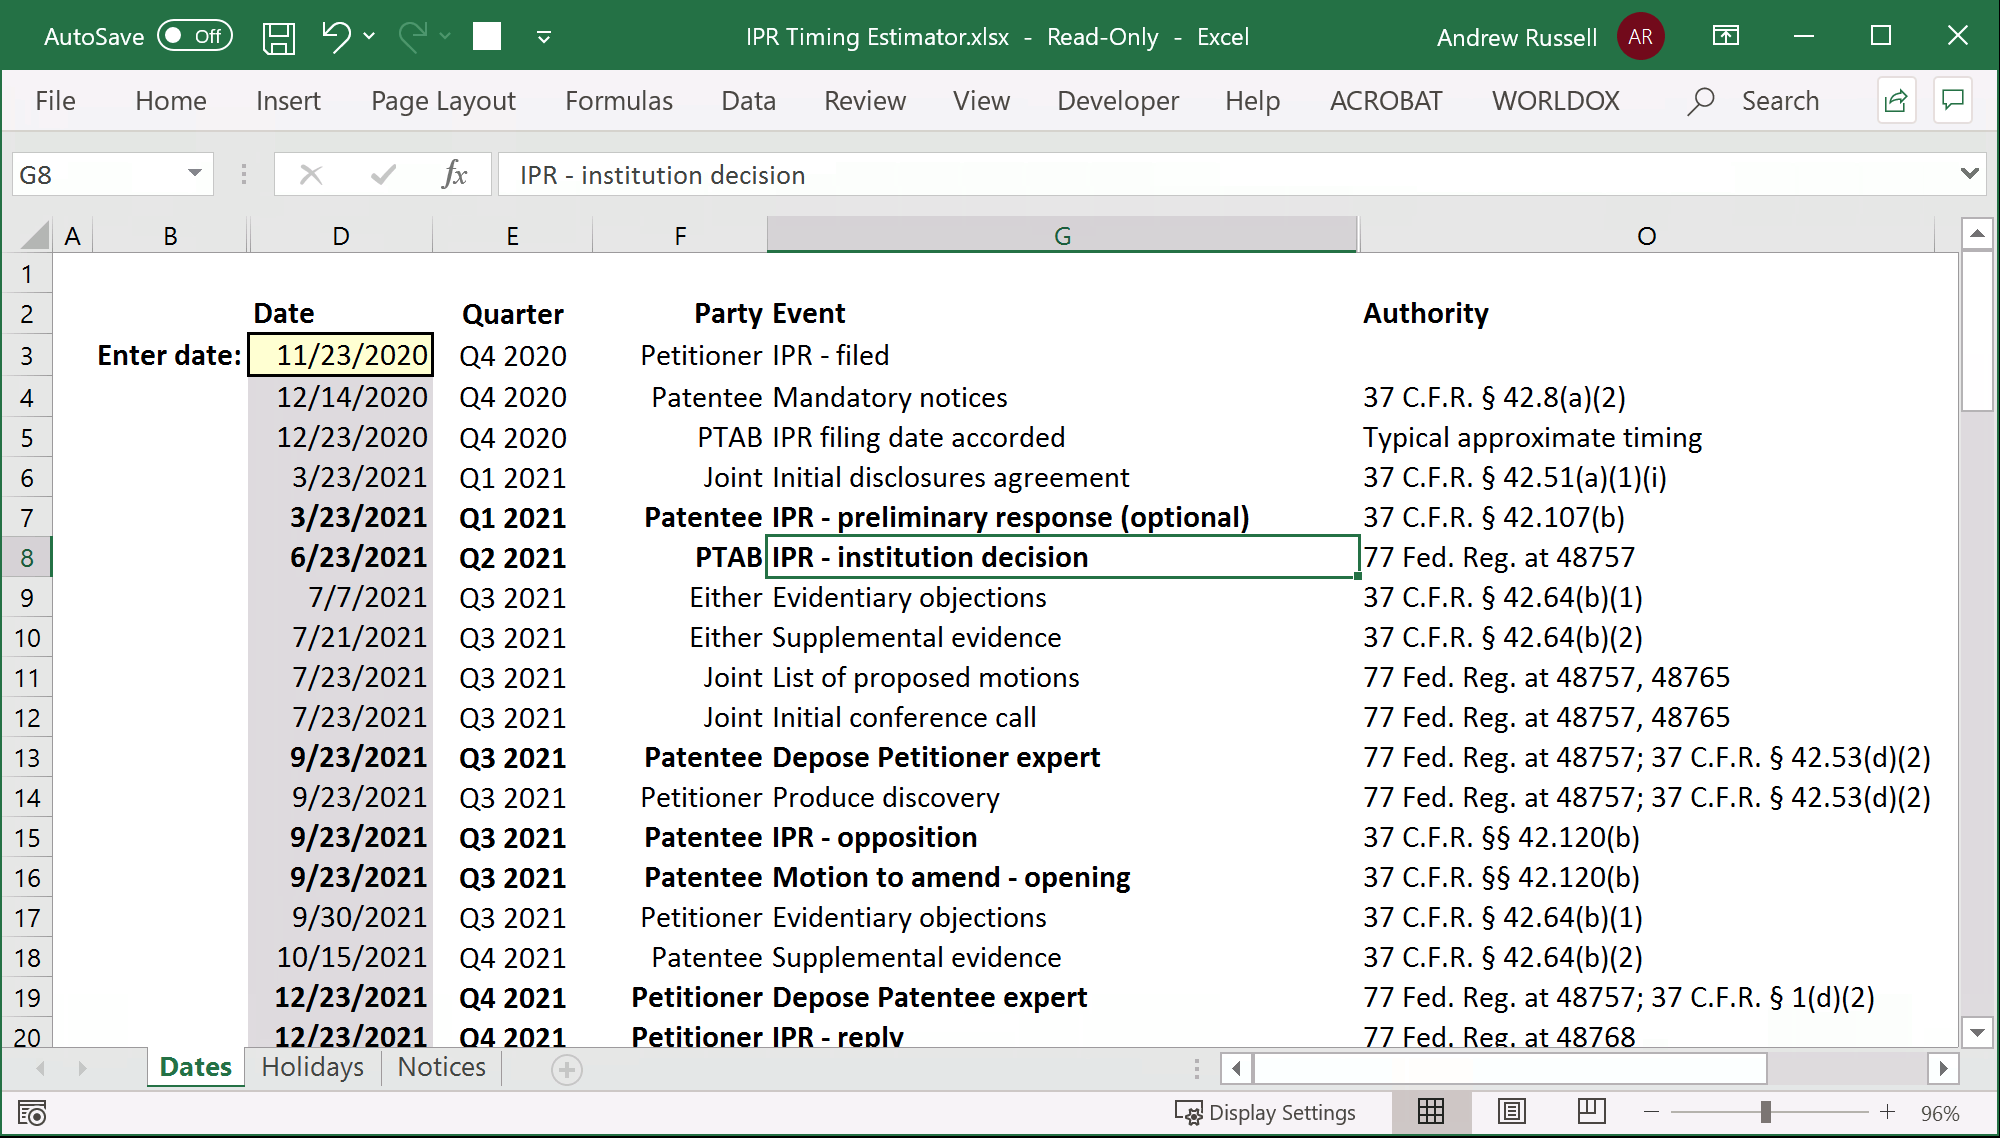 AutoSave Off IPR Timing Estimator.xlsx - Read-Only - Excel Andrew Russell AR
File Home Insert Page Layout Formulas Data Review View Developer Help ACROBAT WORLDOX Search
G8 fx IPR - institution decision
A B D E F G O
1
2 Date Quarter Party Event Authority
3 Enter date: 11/23/2020 Q4 2020 Petitioner IPR - filed
4 12/14/2020 Q4 2020 Patentee Mandatory notices 37 C.F.R. § 42.8(a)(2)
5 12/23/2020 Q4 2020 PTAB IPR filing date accorded Typical approximate timing
6 3/23/2021 Q1 2021 Joint Initial disclosures agreement 37 C.F.R. § 42.51(a)(1)(i)
7 3/23/2021 Q1 2021 Patentee IPR - preliminary response (optional) 37 C.F.R. § 42.107(b)
8 6/23/2021 Q2 2021 PTAB IPR - institution decision 77 Fed. Reg. at 48757
9 7/7/2021 Q3 2021 Either Evidentiary objections 37 C.F.R. § 42.64(b)(1)
10 7/21/2021 Q3 2021 Either Supplemental evidence 37 C.F.R. § 42.64(b)(2)
11 7/23/2021 Q3 2021 Joint List of proposed motions 77 Fed. Reg. at 48757, 48765
12 7/23/2021 Q3 2021 Joint Initial conference call 77 Fed. Reg. at 48757, 48765
13 9/23/2021 Q3 2021 Patentee Depose Petitioner expert 77 Fed. Reg. at 48757; 37 C.F.R. § 42.53(d)(2)
14 9/23/2021 Q3 2021 Petitioner Produce discovery 77 Fed. Reg. at 48757; 37 C.F.R. § 42.53(d)(2)
15 9/23/2021 Q3 2021 Patentee IPR - opposition 37 C.F.R. §§ 42.120(b)
16 9/23/2021 Q3 2021 Patentee Motion to amend - opening 37 C.F.R. §§ 42.120(b)
17 9/30/2021 Q3 2021 Petitioner Evidentiary objections 37 C.F.R. § 42.64(b)(1)
18 10/15/2021 Q4 2021 Patentee Supplemental evidence 37 C.F.R. § 42.64(b)(2)
19 12/23/2021 Q4 2021 Petitioner Depose Patentee expert 77 Fed. Reg. at 48757; 37 C.F.R. § 1(d)(2)
20 12/23/2021 Q4 2021 Petitioner IPR - reply 77 Fed. Reg. at 48768
Dates Holidays Notices
Display Settings 96%